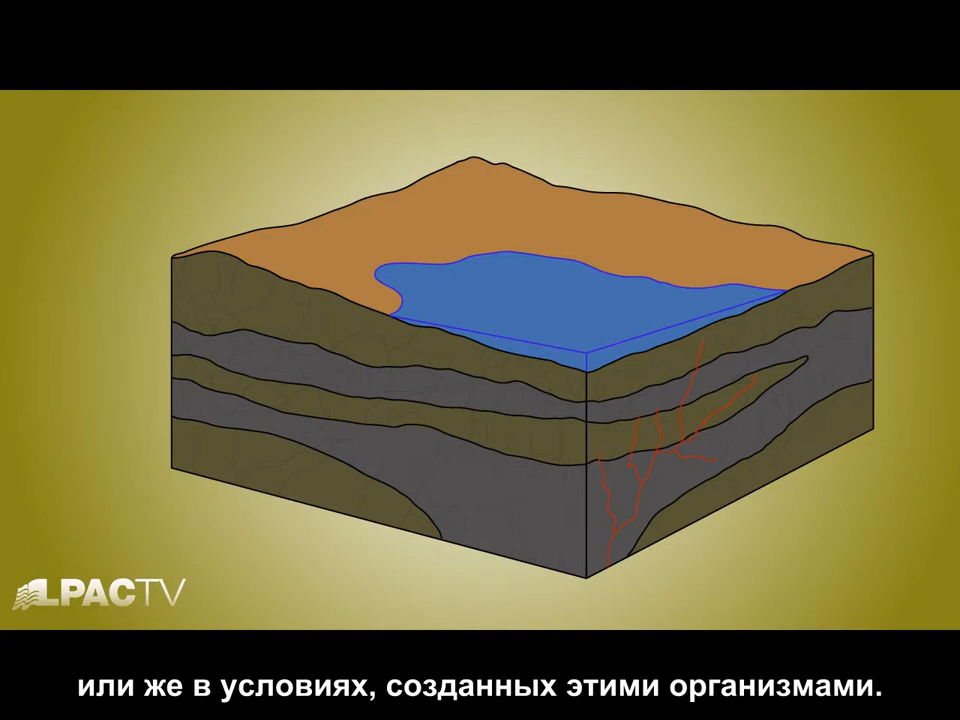 LPACTV
или же в условиях, созданных этими организмами.